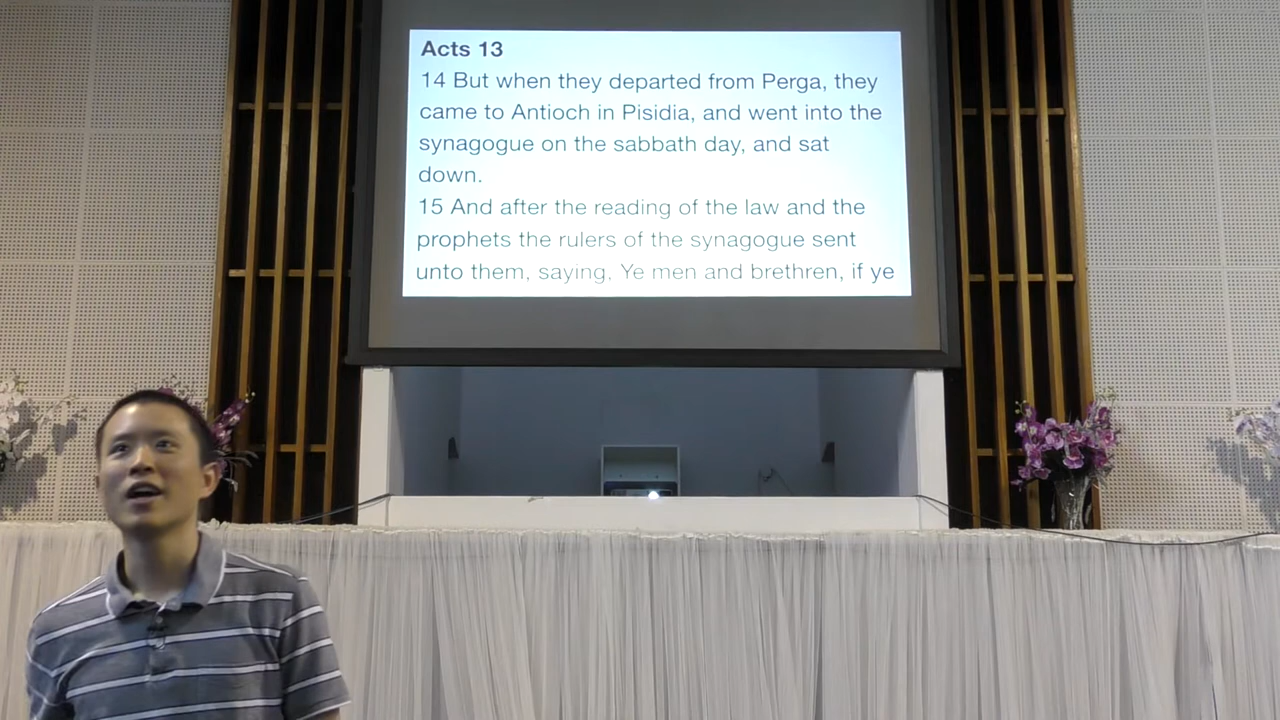 Acts 13
14 But when they departed from Perga, they
came to Antioch in Pisidia, and went into the
synagogue on the sabbath day, and sat
down.
15 And after the reading of the law and the
prophets the rulers of the synagogue sent
unto them, saying, Ye men and brethren, if ye